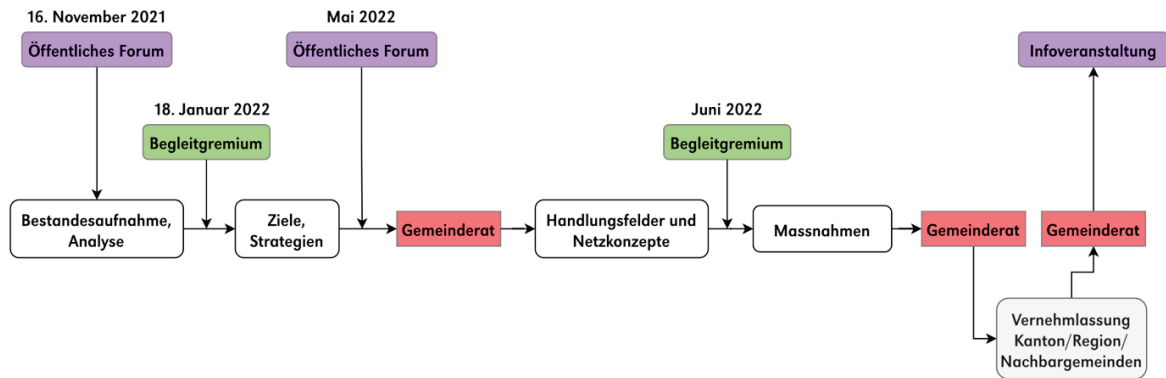 16. November 2021
Öffentliches Forum
Mai 2022
Öffentliches Forum
Infoveranstaltung
18. Januar 2022
Begleitgremium
Juni 2022
Begleitgremium
Bestandesaufnahme,
Analyse
Ziele,
Strategien
Gemeinderat
Handlungsfelder und
Netzkonzepte
Massnahmen
Gemeinderat
Gemeinderat
Vernehmlassung
Kanton/Region/
Nachbargemeinden